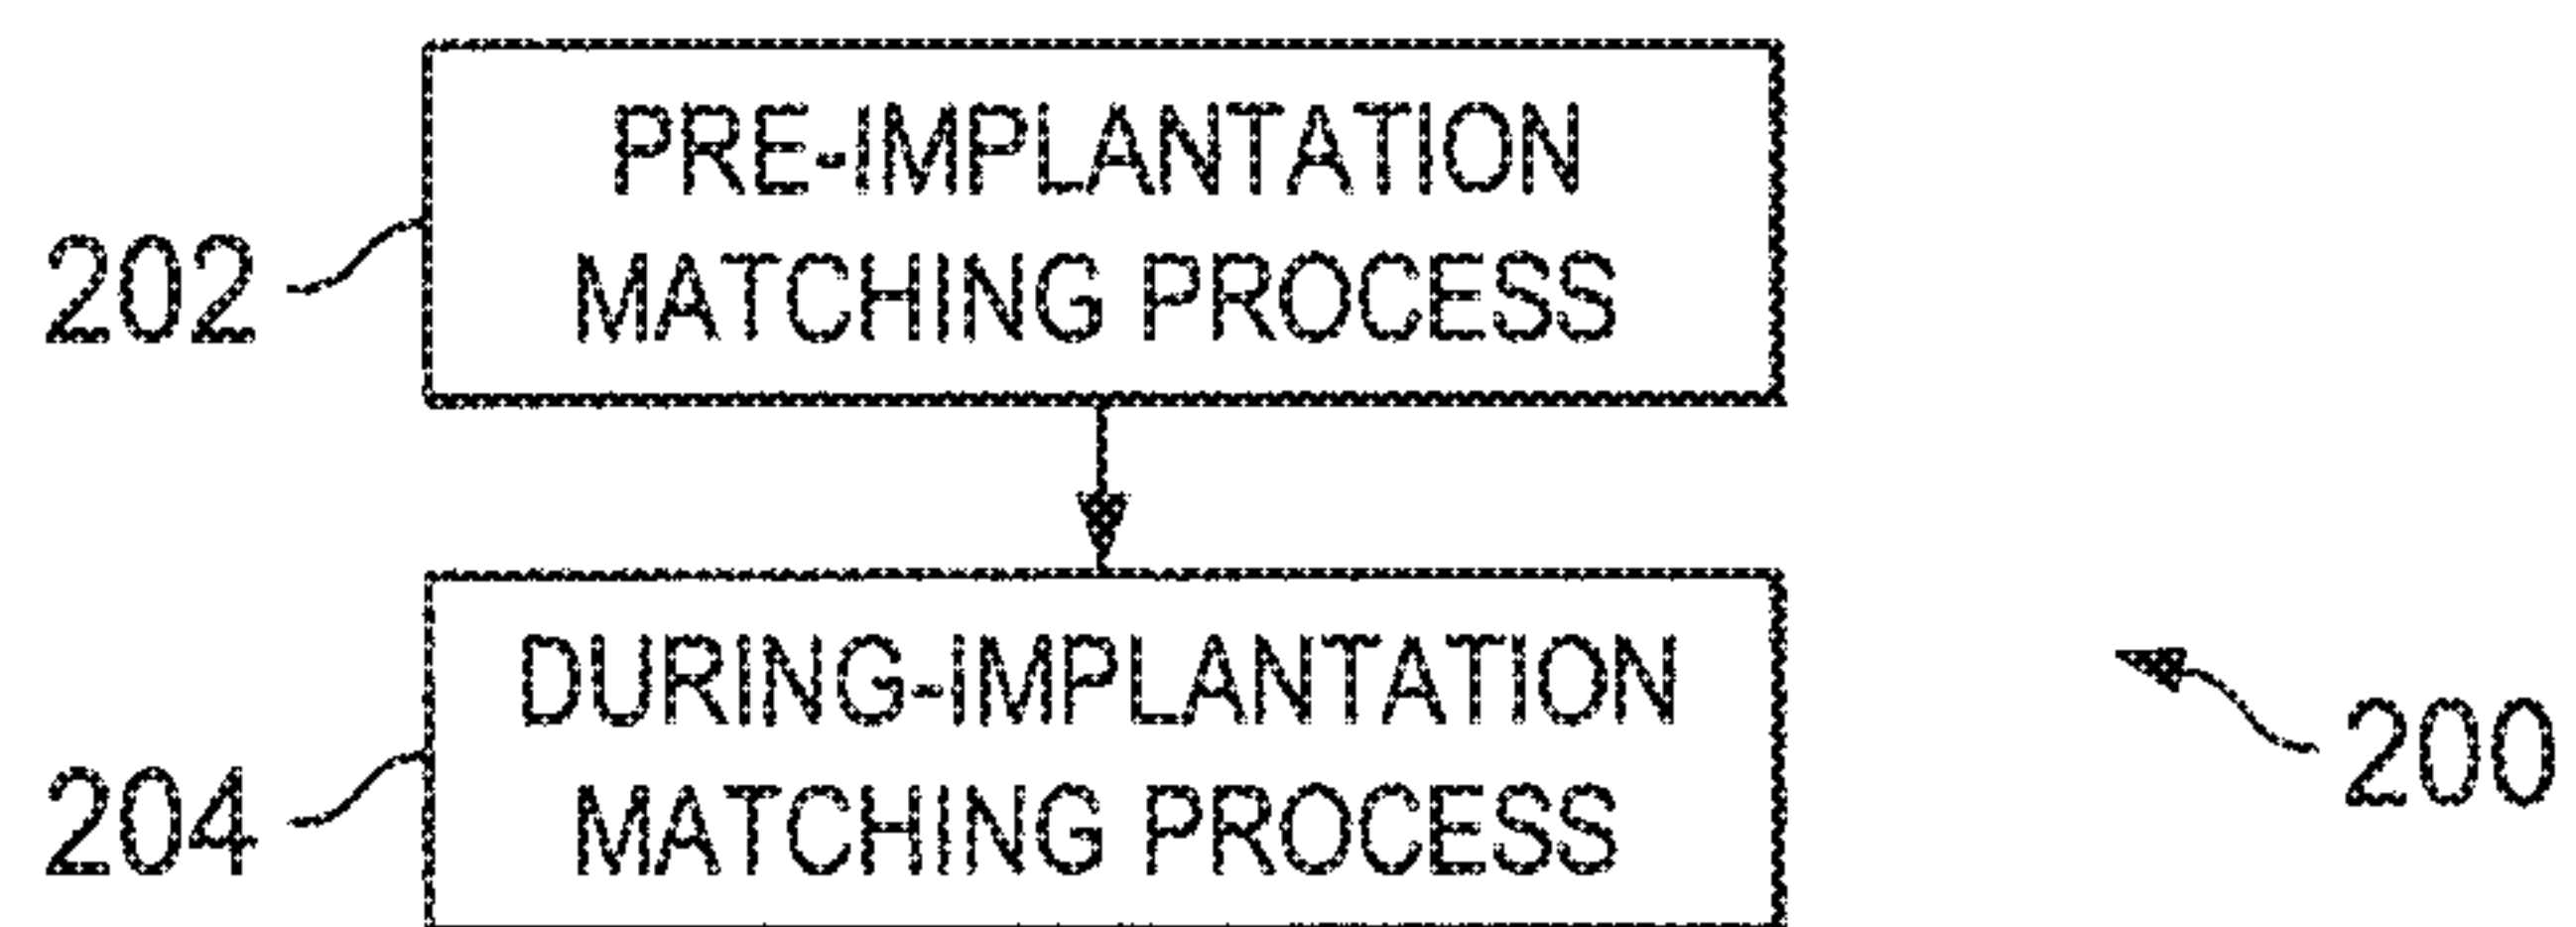 PRE-IMPLANTATION
MATCHING PROCESS
202
DURING-IMPLANTATION
MATCHING PROCESS
204
200